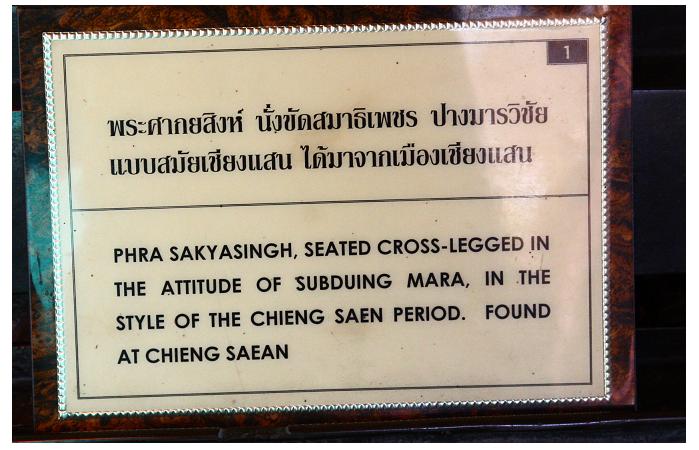 1
พระศากยสิงห์ นั่งขัดสมาธิเพชร ปางมารวิชัย
แบบสมัยเชียงแสน ได้มาจากเมืองเชียงแสน
PHRA SAKYASINGH, SEATED CROSS-LEGGED IN
THE ATTITUDE OF SUBDUING MARA, IN THE
STYLE OF THE CHIENG SAEN PERIOD. FOUND
AT CHIENG SAEAN